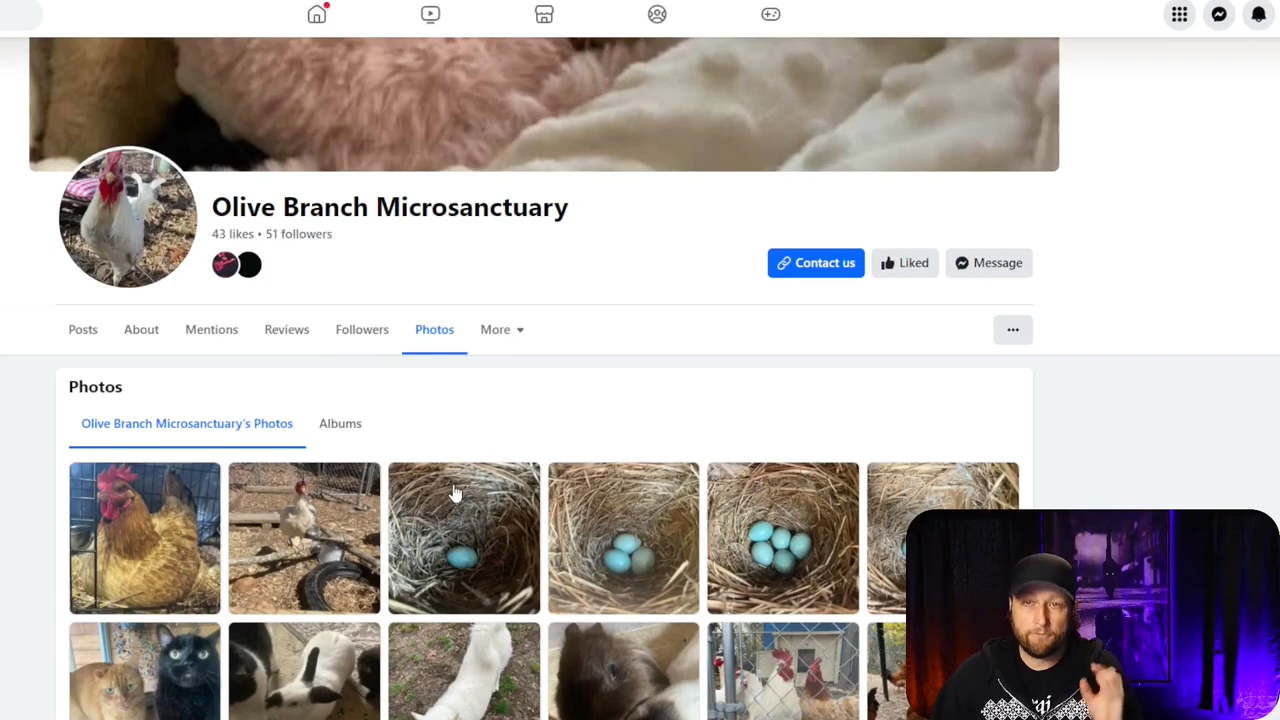 Olive Branch Microsanctuary
43 likes • 51 followers
Contact us
Liked
Message
Posts
About
Mentions
Reviews
Followers
Photos
More
Photos
Olive Branch Microsanctuary's Photos
Albums